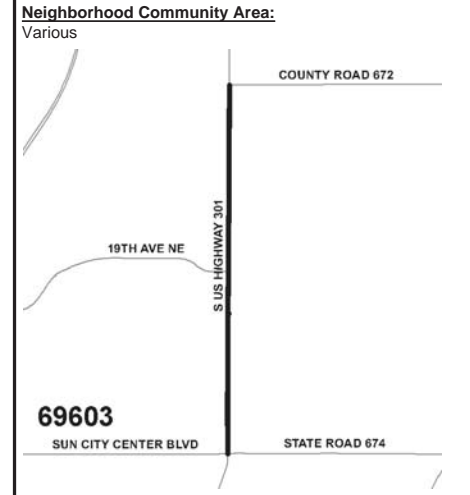 Neighborhood Community Area:
Various
COUNTY ROAD 672
S US HIGHWAY 301
19TH AVE NE
69603
SUN CITY CENTER BLVD
STATE ROAD 674